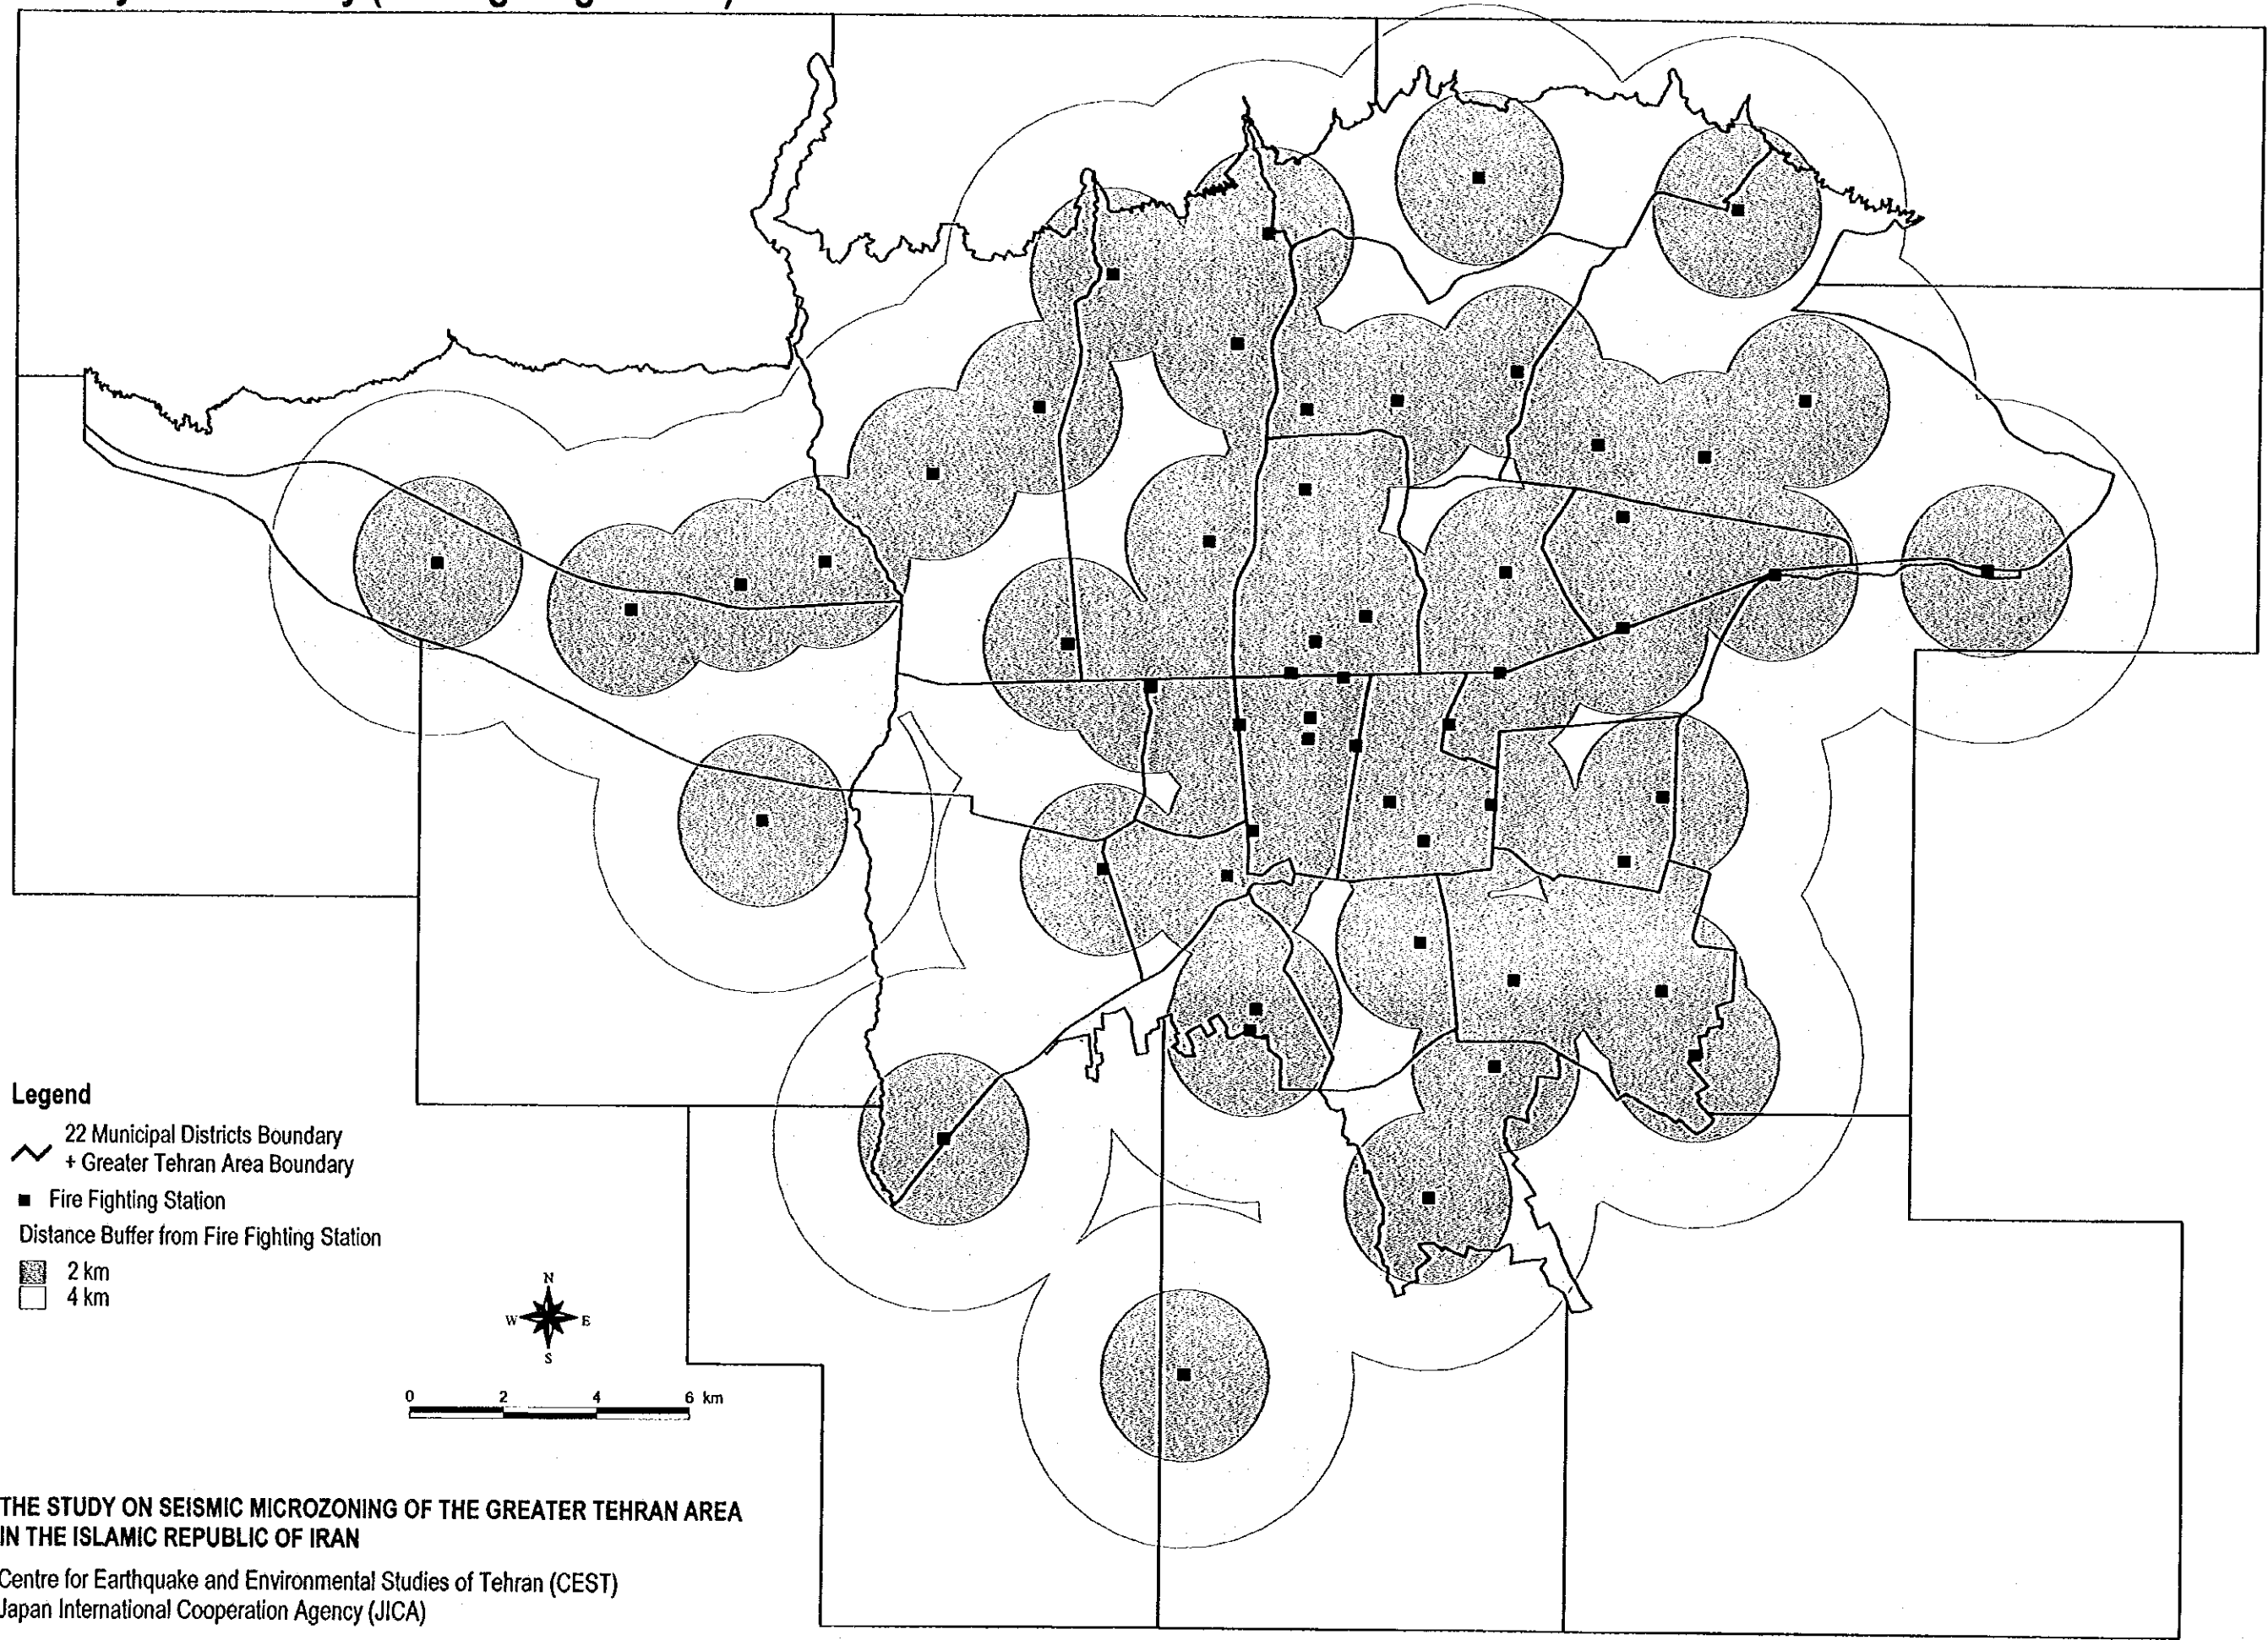 Legend
22 Municipal Districts Boundary
+ Greater Tehran Area Boundary
Fire Fighting Station
Distance Buffer from Fire Fighting Station
2 km
4 km
N
W E
S
0 2 4 6 km
THE STUDY ON SEISMIC MICROZONING OF THE GREATER TEHRAN AREA
IN THE ISLAMIC REPUBLIC OF IRAN
Centre for Earthquake and Environmental Studies of Tehran (CEST)
Japan International Cooperation Agency (JICA)